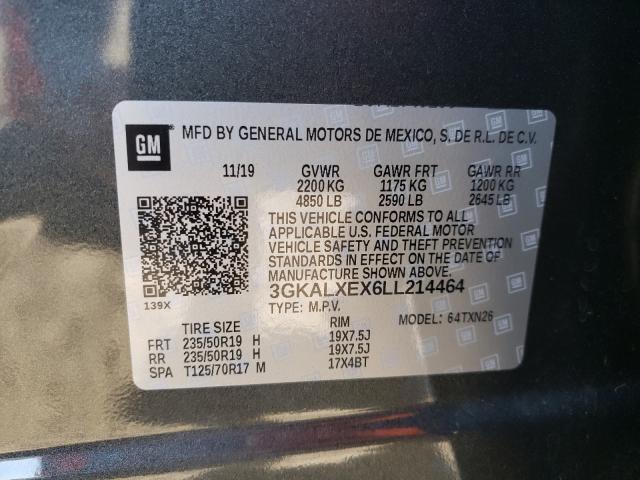 GM
MFD BY GENERAL MOTORS DE MEXICO, S. DE R.L. DE C.V.
11/19 GVWR GAWR FRT GAWR RR
2200 KG 1175 KG 1200 KG
4850 LB 2590 LB 2645 LB
THIS VEHICLE CONFORMS TO ALL
APPLICABLE U.S. FEDERAL MOTOR
VEHICLE SAFETY AND THEFT PREVENTION
STANDARDS IN EFFECT ON THE DATE OF
MANUFACTURE SHOWN ABOVE.
139X
3GKALXEX6LL214464
TYPE: M.P.V. MODEL: 64TXN26
TIRE SIZE RIM
FRT 235/50R19 H 19X7.5J
RR 235/50R19 H 19X7.5J
SPA T125/70R17 M 17X4BT